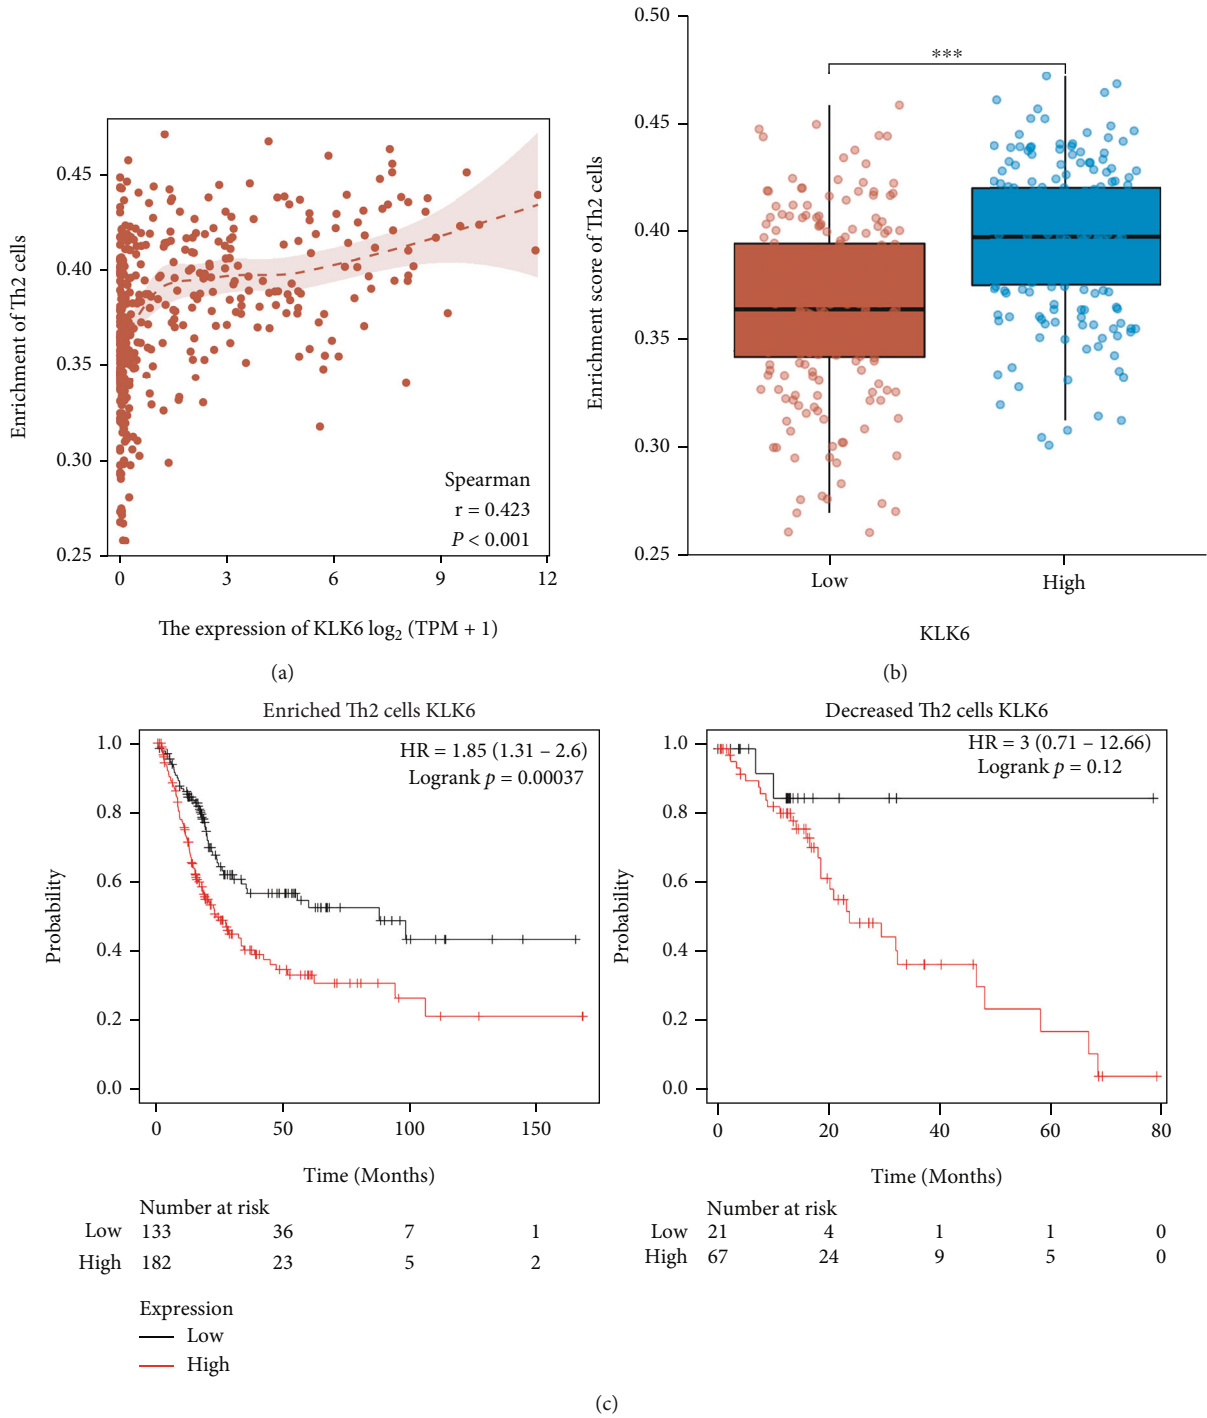 0.45
0.40
0.35
0.30
0.25
Enrichment of Th2 cells
Spearman
r = 0.423
P < 0.001
0 3 6 9 12
The expression of KLK6 log2 (TPM + 1)
(a)
0.50
0.45
0.40
0.35
0.30
0.25
Enrichment score of Th2 cells
***
Low High
KLK6
(b)
Enriched Th2 cells KLK6
HR = 1.85 (1.31 – 2.6)
Logrank p = 0.00037
1.0
0.8
0.6
0.4
0.2
0.0
Probability
0 50 100 150
Time (Months)
Number at risk
Low 133 36 7 1
High 182 23 5 2
Expression
Low
High
Decreased Th2 cells KLK6
HR = 3 (0.71 – 12.66)
Logrank p = 0.12
1.0
0.8
0.6
0.4
0.2
0.0
Probability
0 20 40 60 80
Time (Months)
Number at risk
Low 21 4 1 1 0
High 67 24 9 5 0
(c)